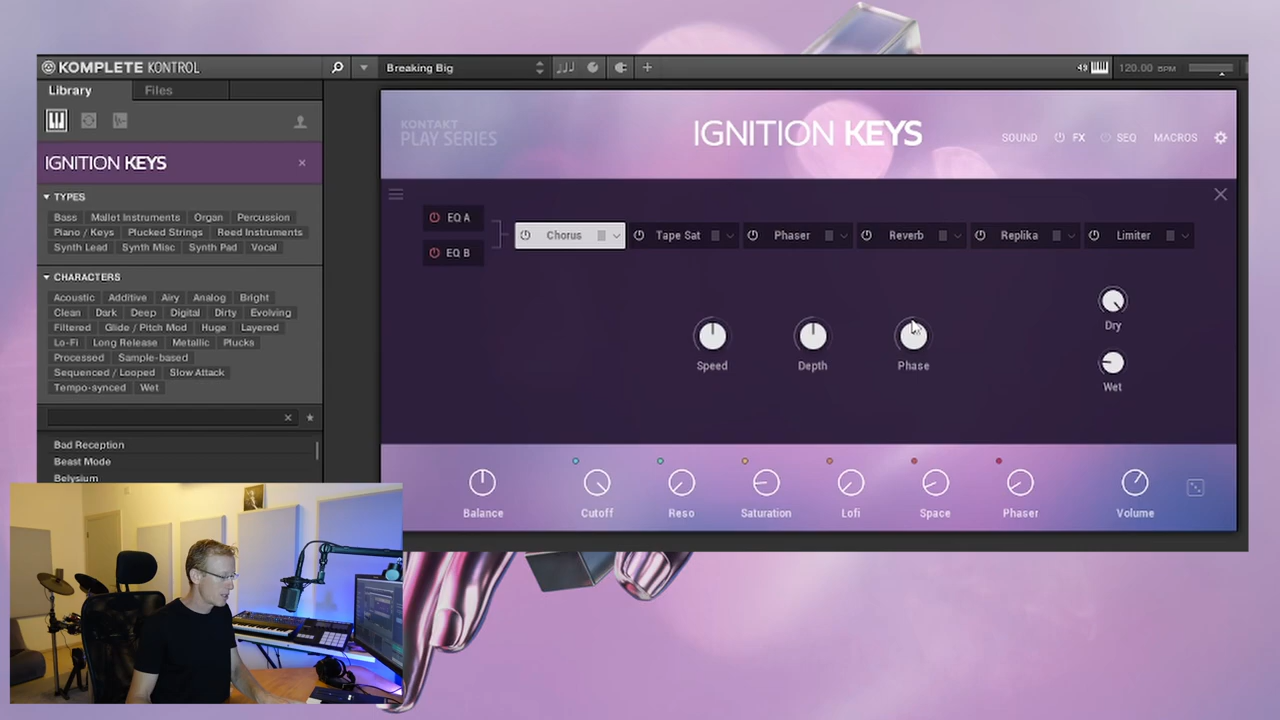 KOMPLETE KONTROL
Breaking Big
49
120.00 BPM
Library
Files
IGNITION KEYS
TYPES
Bass Mallet Instruments Organ Percussion
Piano / Keys Plucked Strings Reed Instruments
Synth Lead Synth Misc Synth Pad Vocal
CHARACTERS
Acoustic Additive Airy Analog Bright
Clean Dark Deep Digital Dirty Evolving
Filtered Glide / Pitch Mod Huge Layered
Lo-Fi Long Release Metallic Plucks
Processed Sample-based
Sequenced / Looped Slow Attack
Tempo-synced Wet
Bad Reception
Beast Mode
Belysium
KONTAKT
PLAY SERIES
IGNITION KEYS
SOUND FX SEQ MACROS
EQ A
EQ B
Chorus Tape Sat Phaser Reverb Replika Limiter
Speed Depth Phase
Dry
Wet
Balance Cutoff Reso Saturation Lofi Space Phaser Volume